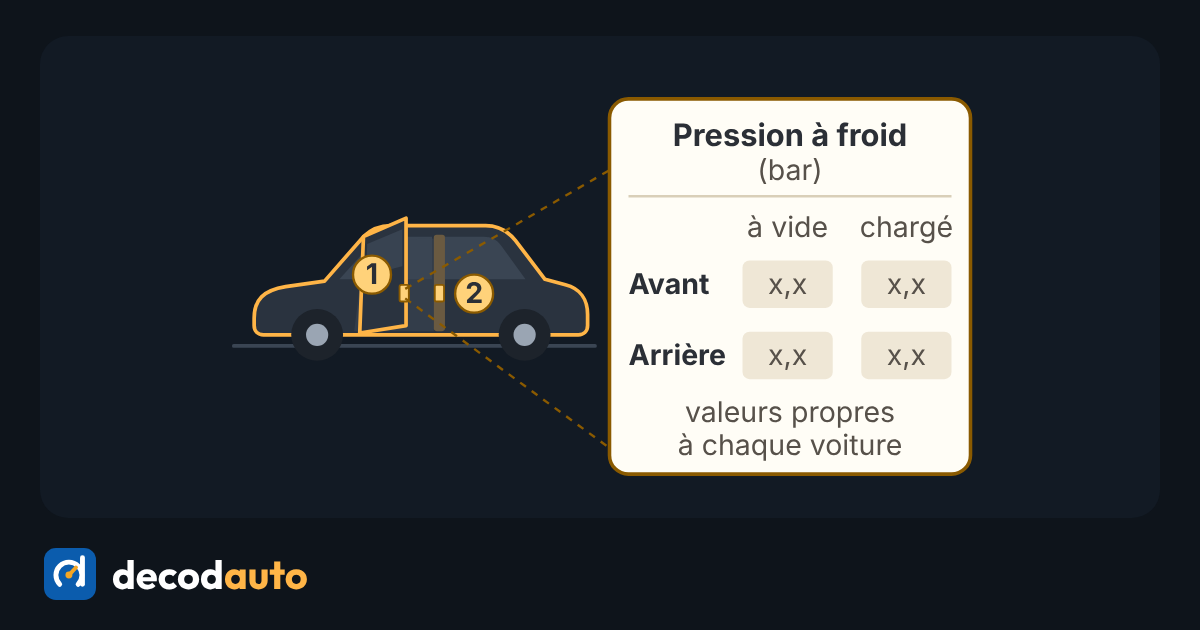 1
2
Pression à froid
(bar)
à vide chargé
Avant x,x x,x
Arrière x,x x,x
valeurs propres
à chaque voiture
decodauto